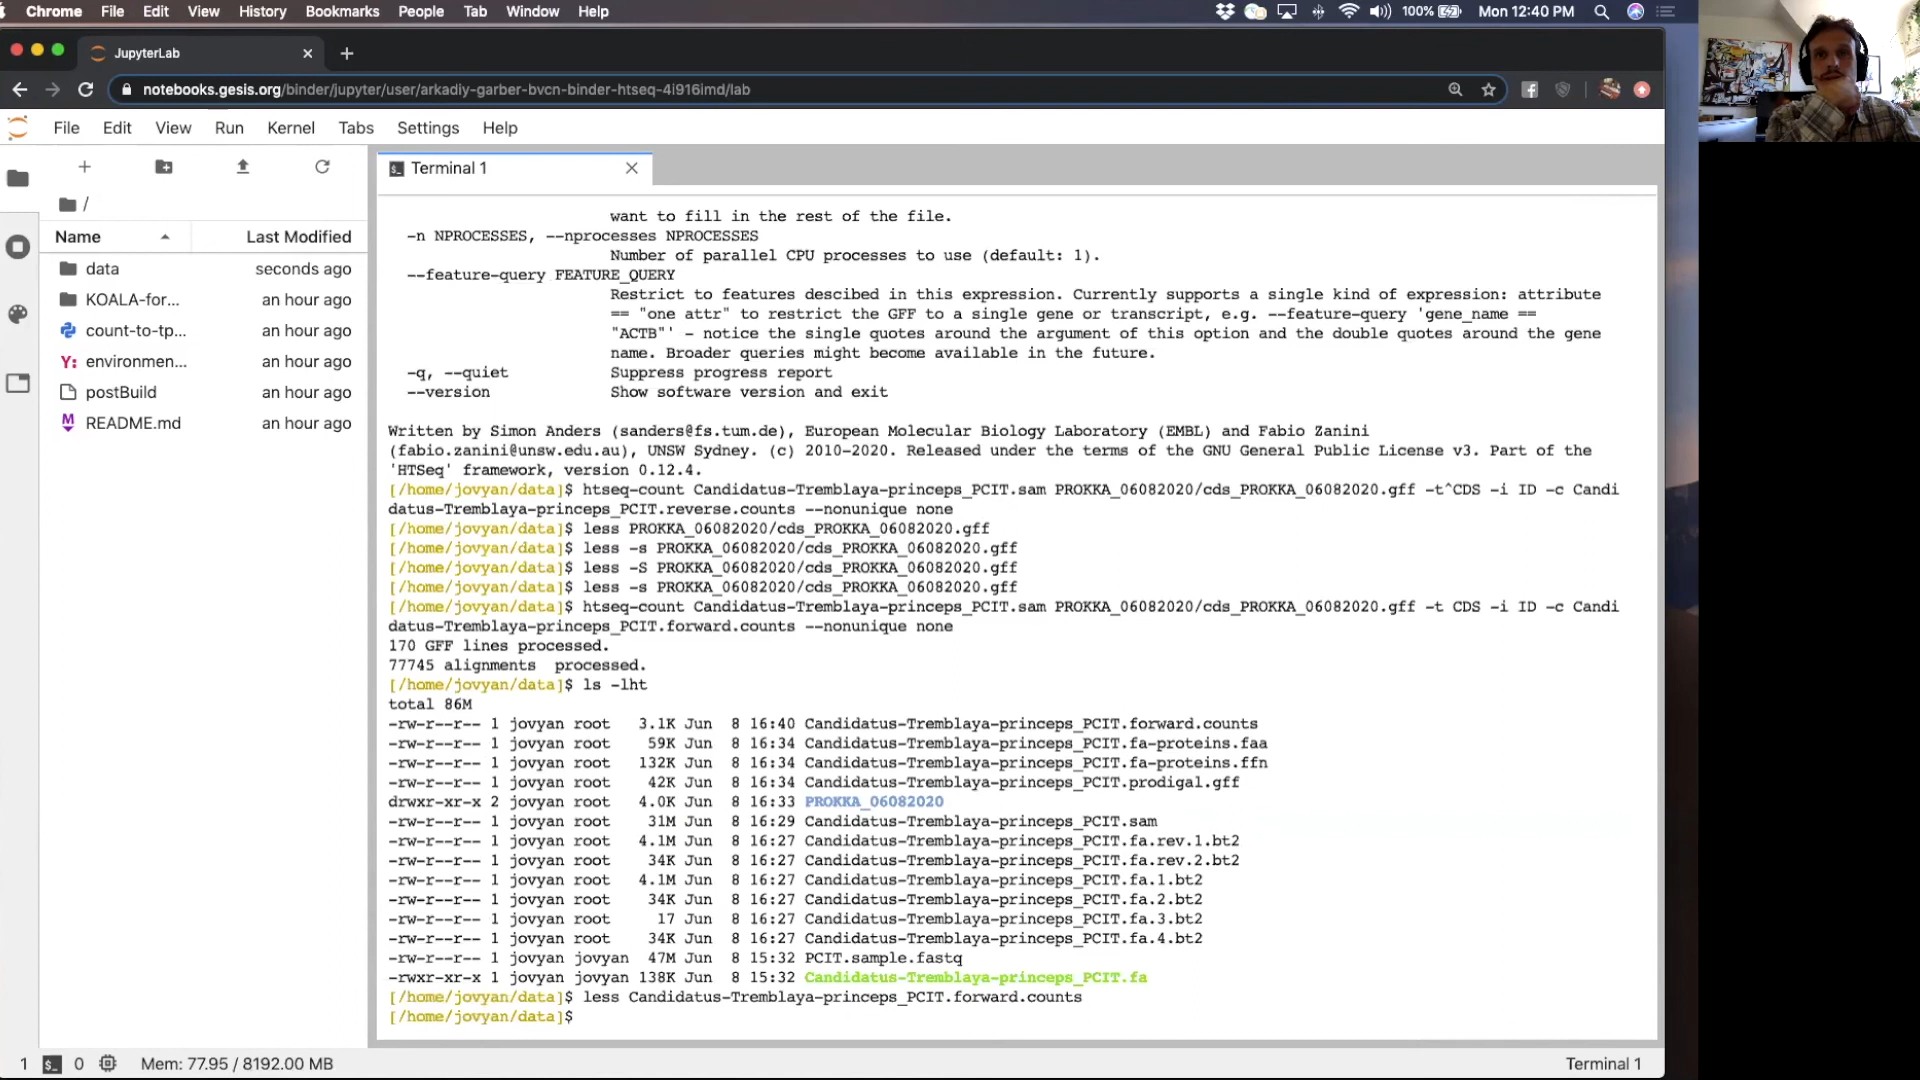 Chrome File Edit View History Bookmarks People Tab Window Help 100% Mon 12:40 PM
JupyterLab
notebooks.gesis.org/binder/jupyter/user/arkadiy-garber-bvcn-binder-htseq-4i916imd/lab
File Edit View Run Kernel Tabs Settings Help
Terminal 1
/
Name Last Modified
data seconds ago
KOALA-for... an hour ago
count-to-tp... an hour ago
environmen... an hour ago
postBuild an hour ago
README.md an hour ago
want to fill in the rest of the file.
-n NPROCESSES, --nprocesses NPROCESSES
Number of parallel CPU processes to use (default: 1).
--feature-query FEATURE_QUERY
Restrict to features descibed in this expression. Currently supports a single kind of expression: attribute
== "one attr" to restrict the GFF to a single gene or transcript, e.g. --feature-query 'gene_name ==
"ACTB"' - notice the single quotes around the argument of this option and the double quotes around the gene
name. Broader queries might become available in the future.
-q, --quiet Suppress progress report
--version Show software version and exit
Written by Simon Anders (sanders@fs.tum.de), European Molecular Biology Laboratory (EMBL) and Fabio Zanini
(fabio.zanini@unsw.edu.au), UNSW Sydney. (c) 2010-2020. Released under the terms of the GNU General Public License v3. Part of the
'HTSeq' framework, version 0.12.4.
[/home/jovyan/data]$ htseq-count Candidatus-Tremblaya-princeps_PCIT.sam PROKKA_06082020/cds_PROKKA_06082020.gff -t^CDS -i ID -c Candi
datus-Tremblaya-princeps_PCIT.reverse.counts --nonunique none
[/home/jovyan/data]$ less PROKKA_06082020/cds_PROKKA_06082020.gff
[/home/jovyan/data]$ less -s PROKKA_06082020/cds_PROKKA_06082020.gff
[/home/jovyan/data]$ less -S PROKKA_06082020/cds_PROKKA_06082020.gff
[/home/jovyan/data]$ less -s PROKKA_06082020/cds_PROKKA_06082020.gff
[/home/jovyan/data]$ htseq-count Candidatus-Tremblaya-princeps_PCIT.sam PROKKA_06082020/cds_PROKKA_06082020.gff -t CDS -i ID -c Candi
datus-Tremblaya-princeps_PCIT.forward.counts --nonunique none
170 GFF lines processed.
77745 alignments processed.
[/home/jovyan/data]$ ls -lht
total 86M
-rw-r--r-- 1 jovyan root 3.1K Jun 8 16:40 Candidatus-Tremblaya-princeps_PCIT.forward.counts
-rw-r--r-- 1 jovyan root 59K Jun 8 16:34 Candidatus-Tremblaya-princeps_PCIT.fa-proteins.faa
-rw-r--r-- 1 jovyan root 132K Jun 8 16:34 Candidatus-Tremblaya-princeps_PCIT.fa-proteins.ffn
-rw-r--r-- 1 jovyan root 42K Jun 8 16:34 Candidatus-Tremblaya-princeps_PCIT.prodigal.gff
drwxr-xr-x 2 jovyan root 4.0K Jun 8 16:33 PROKKA_06082020
-rw-r--r-- 1 jovyan root 31M Jun 8 16:29 Candidatus-Tremblaya-princeps_PCIT.sam
-rw-r--r-- 1 jovyan root 4.1M Jun 8 16:27 Candidatus-Tremblaya-princeps_PCIT.fa.rev.1.bt2
-rw-r--r-- 1 jovyan root 34K Jun 8 16:27 Candidatus-Tremblaya-princeps_PCIT.fa.rev.2.bt2
-rw-r--r-- 1 jovyan root 4.1M Jun 8 16:27 Candidatus-Tremblaya-princeps_PCIT.fa.1.bt2
-rw-r--r-- 1 jovyan root 34K Jun 8 16:27 Candidatus-Tremblaya-princeps_PCIT.fa.2.bt2
-rw-r--r-- 1 jovyan root 17 Jun 8 16:27 Candidatus-Tremblaya-princeps_PCIT.fa.3.bt2
-rw-r--r-- 1 jovyan root 34K Jun 8 16:27 Candidatus-Tremblaya-princeps_PCIT.fa.4.bt2
-rw-r--r-- 1 jovyan jovyan 47M Jun 8 15:32 PCIT.sample.fastq
-rwxr-xr-x 1 jovyan jovyan 138K Jun 8 15:32 Candidatus-Tremblaya-princeps_PCIT.fa
[/home/jovyan/data]$ less Candidatus-Tremblaya-princeps_PCIT.forward.counts
[/home/jovyan/data]$
1 0 Mem: 77.95 / 8192.00 MB Terminal 1